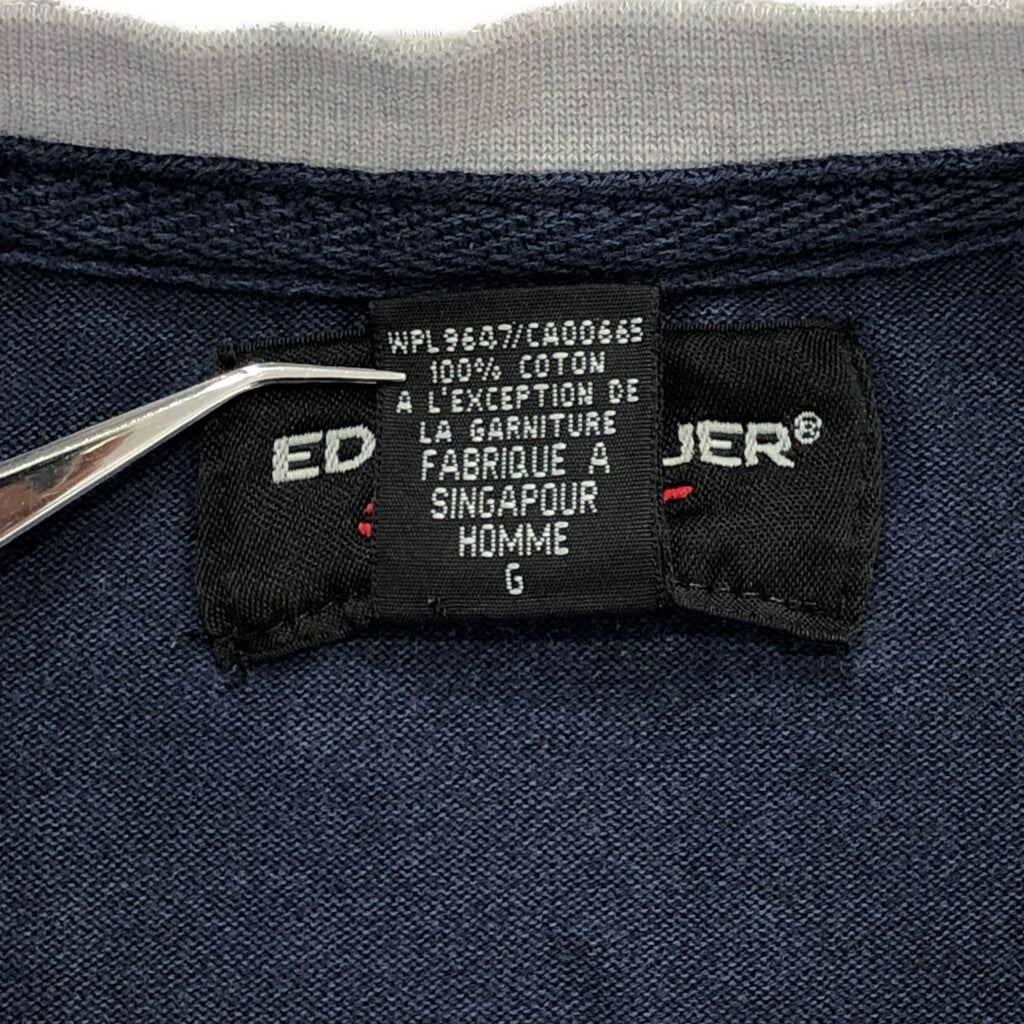 WPL9647/CA00665
100% COTON
A L'EXCEPTION DE
LA GARNITURE
FABRIQUE A
SINGAPOUR
HOMME
G
ED
UER®